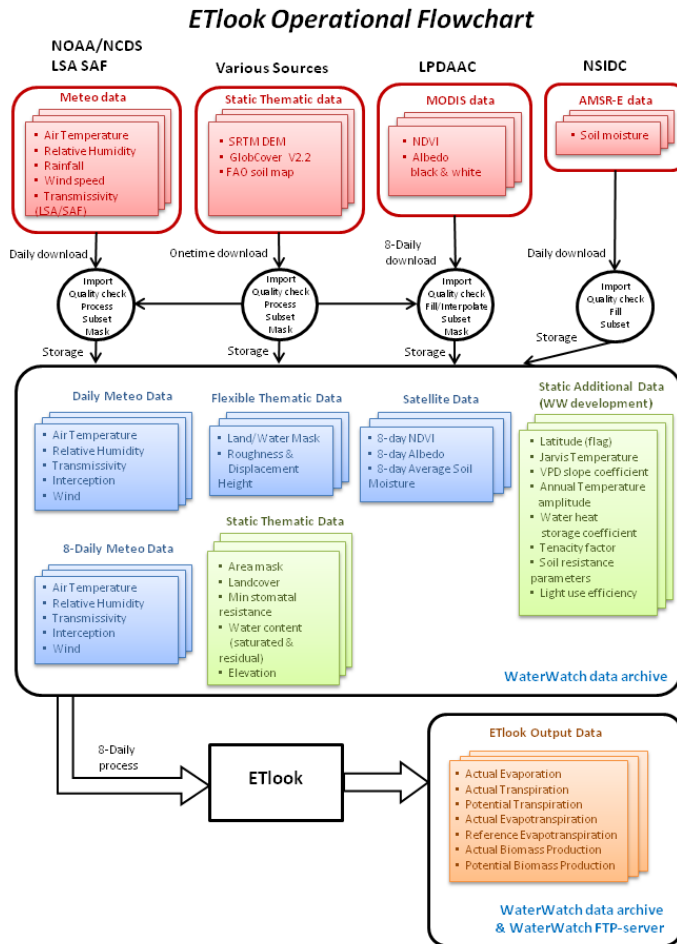 ETlook Operational Flowchart
NOAA/NCDS
LSA SAF
Various Sources
LPDAAC
NSIDC
Meteo data
▪ Air Temperature
▪ Relative Humidity
▪ Rainfall
▪ Wind speed
▪ Transmissivity
(LSA/SAF)
Static Thematic data
▪ SRTM DEM
▪ GlobCover V2.2
▪ FAO soil map
MODIS data
▪ NDVI
▪ Albedo
black & white
AMSR-E data
▪ Soil moisture
Daily download
Onetime download
8-Daily
download
Daily download
Import
Quality check
Process
Subset
Mask
Import
Quality check
Process
Subset
Mask
Import
Quality check
Fill/Interpolate
Subset
Mask
Import
Quality check
Fill
Subset
Storage
Storage
Storage
Storage
Daily Meteo Data
▪ Air Temperature
▪ Relative Humidity
▪ Transmissivity
▪ Interception
▪ Wind
Flexible Thematic Data
▪ Land/Water Mask
▪ Roughness &
Displacement
Height
Satellite Data
▪ 8-day NDVI
▪ 8-day Albedo
▪ 8-day Average Soil
Moisture
Static Additional Data
(WW development)
▪ Latitude (flag)
▪ Jarvis Temperature
▪ VPD slope coefficient
▪ Annual Temperature
amplitude
▪ Water heat
storage coefficient
▪ Tenacity factor
▪ Soil resistance
parameters
▪ Light use efficiency
8-Daily Meteo Data
▪ Air Temperature
▪ Relative Humidity
▪ Transmissivity
▪ Interception
▪ Wind
Static Thematic Data
▪ Area mask
▪ Landcover
▪ Min stomatal
resistance
▪ Water content
(saturated &
residual)
▪ Elevation
WaterWatch data archive
8-Daily
process
ETlook
ETlook Output Data
▪ Actual Evaporation
▪ Actual Transpiration
▪ Potential Transpiration
▪ Actual Evapotranspiration
▪ Reference Evapotranspiration
▪ Actual Biomass Production
▪ Potential Biomass Production
WaterWatch data archive
& WaterWatch FTP-server